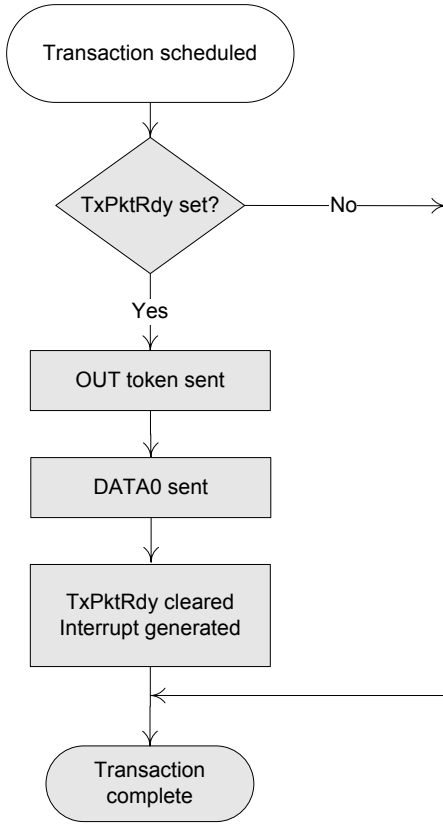 Transaction scheduled
TxPktRdy set?
No
Yes
OUT token sent
DATA0 sent
TxPktRdy cleared
Interrupt generated
Transaction
complete